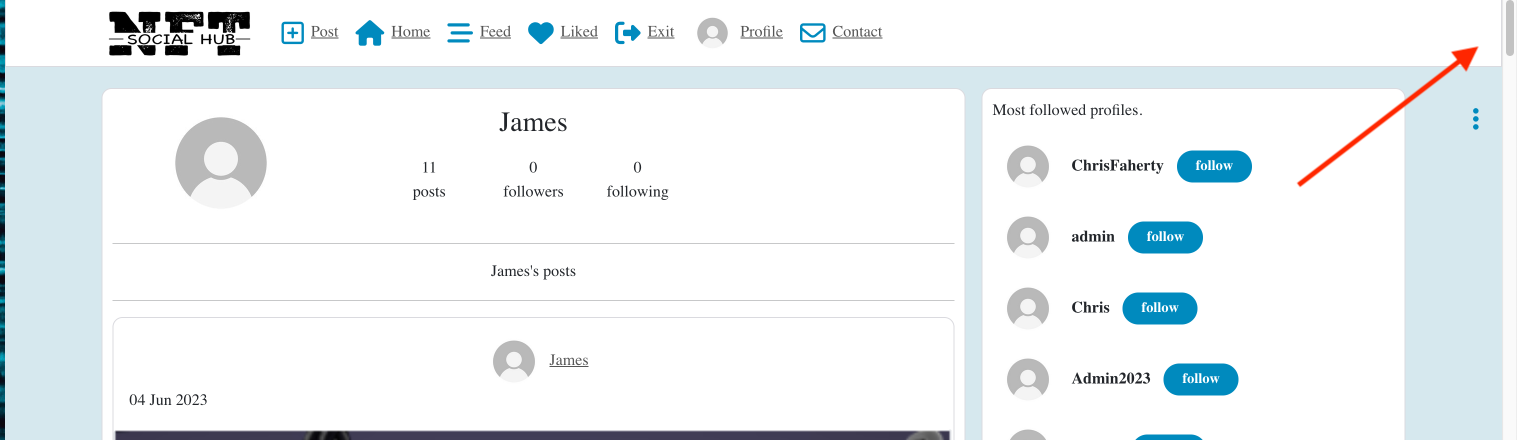 NFT
SOCIAL HUB
Post Home Feed Liked Exit Profile Contact
James
11 0 0
posts followers following
James's posts
James
04 Jun 2023
Most followed profiles.
ChrisFaherty follow
admin follow
Chris follow
Admin2023 follow